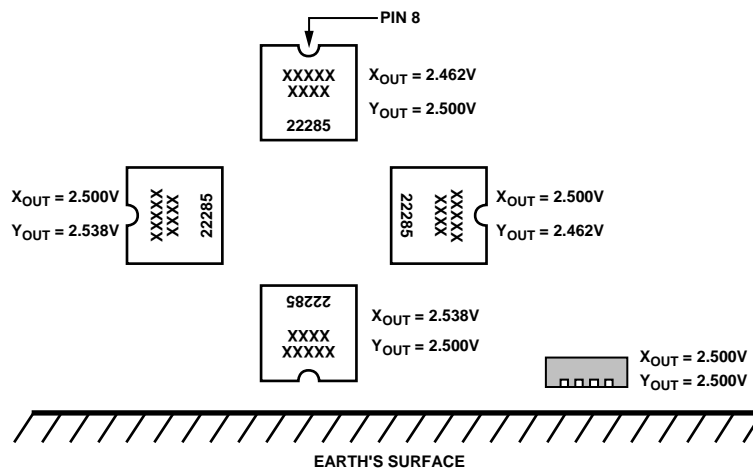 PIN 8
XXXXX
XXXX
22285
XOUT = 2.462V
YOUT = 2.500V
XOUT = 2.500V
YOUT = 2.538V
XXXXX
XXXX
22285
22285
XXXX
XXXXX
XOUT = 2.500V
YOUT = 2.462V
22285
XXXX
XXXXX
XOUT = 2.538V
YOUT = 2.500V
XOUT = 2.500V
YOUT = 2.500V
EARTH'S SURFACE